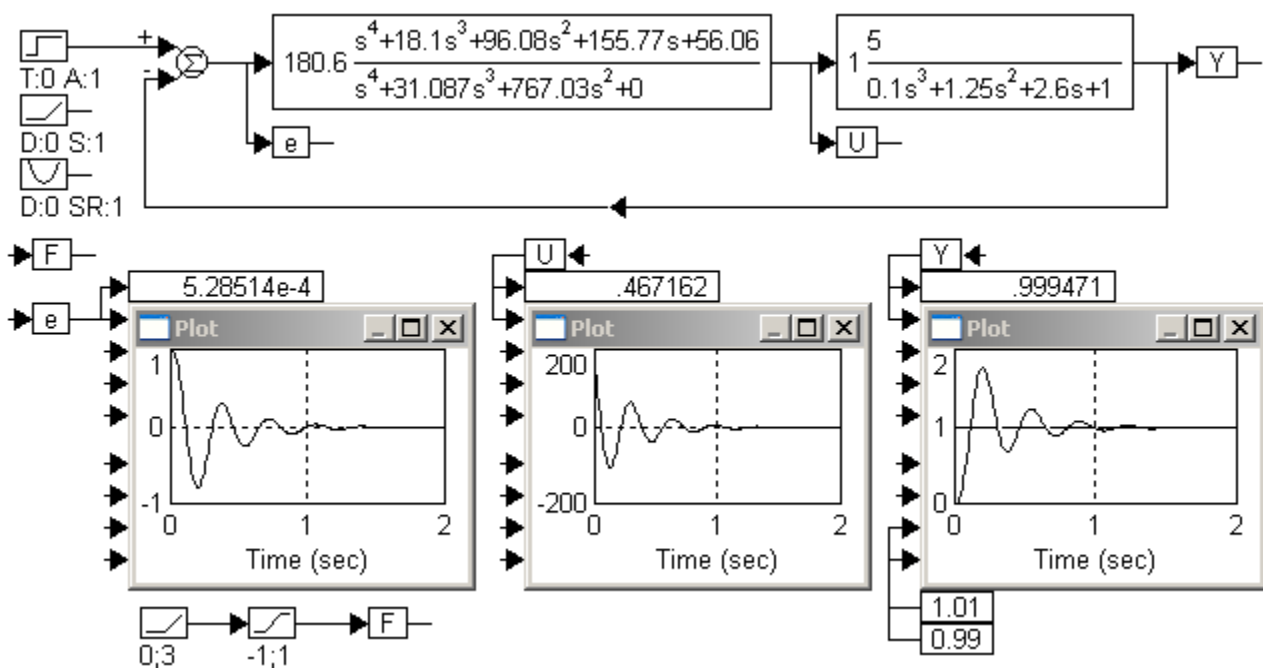 T:0 A:1
D:0 S:1
D:0 SR:1
+
-
Σ
180.6 s⁴+18.1s³+96.08s²+155.77s+56.06
s⁴+31.087s³+767.03s²+0
1 5
0.1s³+1.25s²+2.6s+1
Y
e
U
F
e
5.28514e-4
Plot
1
0
-1
0 1 2
Time (sec)
U
.467162
Plot
200
0
-200
0 1 2
Time (sec)
Y
.999471
Plot
2
1
0
0 1 2
Time (sec)
1.01
0.99
0;3
-1;1
F